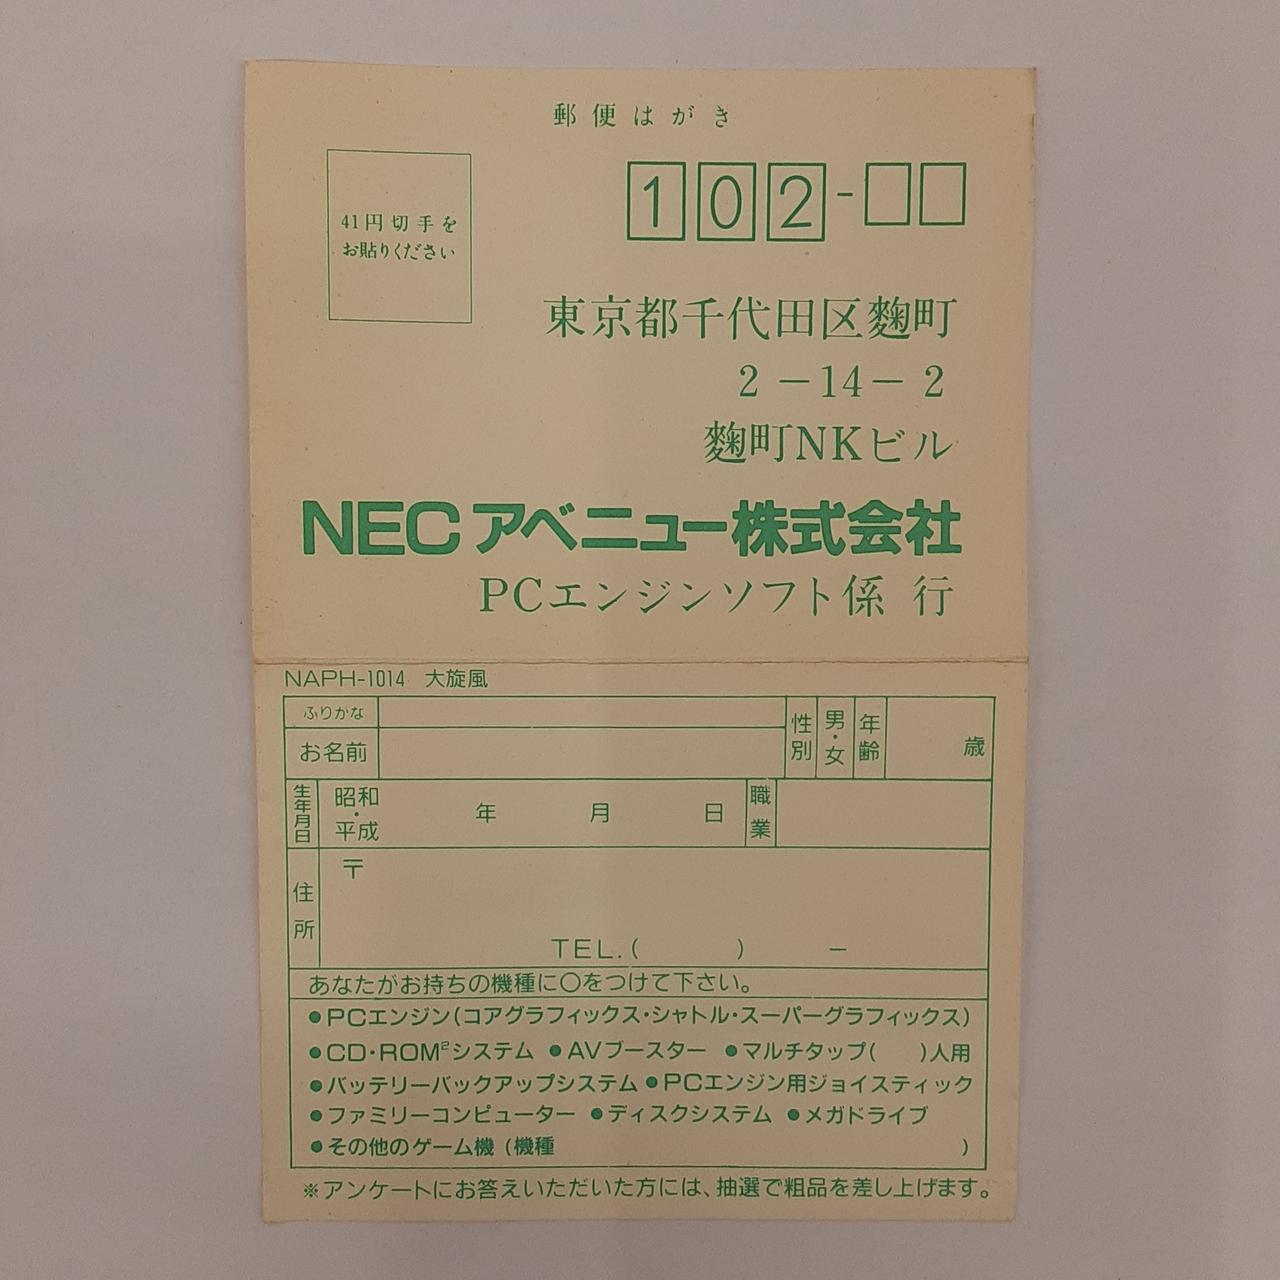 郵便はがき
41円切手を
お貼りください
102-
東京都千代田区麴町
2-14-2
麴町NKビル
NECアベニュー株式会社
PCエンジンソフト係 行
NAPH-1014 大旋風
ふりかな
お名前
性別 男・女 年齢 歳
生年月日 昭和・平成 年 月 日 職業
住所 〒
TEL.( ) −
あなたがお持ちの機種に○をつけて下さい。
●PCエンジン(コアグラフィックス・シャトル・スーパーグラフィックス)
●CD・ROM²システム ●AVブースター ●マルチタップ( )人用
●バッテリーバックアップシステム ●PCエンジン用ジョイスティック
●ファミリーコンピューター ●ディスクシステム ●メガドライブ
●その他のゲーム機(機種 )
※アンケートにお答えいただいた方には、抽選で粗品を差し上げます。